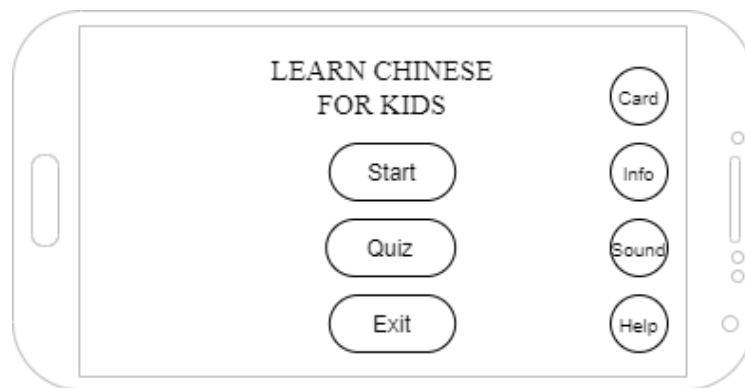 LEARN CHINESE
FOR KIDS
Start
Quiz
Exit
Card
Info
Sound
Help